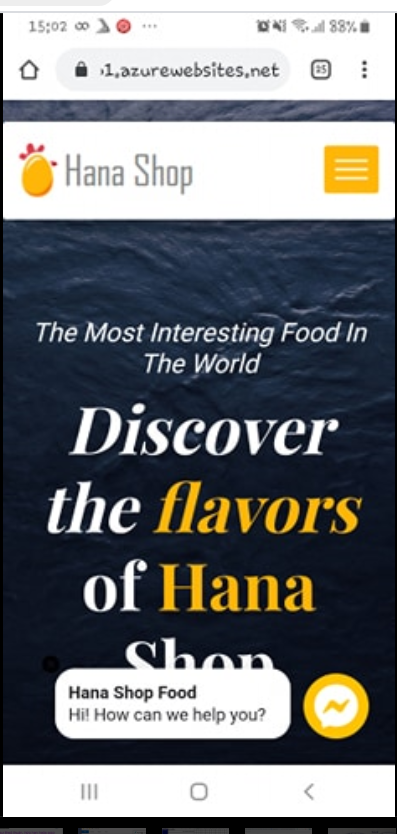 15:02
88%
1.azurewebsites.net
Hana Shop
The Most Interesting Food In
The World
Discover
the flavors
of Hana
Shop
Hana Shop Food
Hi! How can we help you?